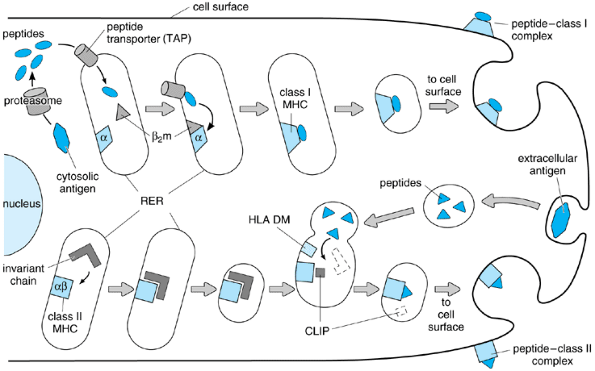 cell surface
peptide
transporter (TAP)
peptides
peptide–class I
complex
proteasome
class I
MHC
to cell
surface
β₂m
α
α
cytosolic
antigen
extracellular
antigen
nucleus
RER
peptides
HLA DM
invariant
chain
αβ
class II
MHC
CLIP
to
cell
surface
peptide–class II
complex